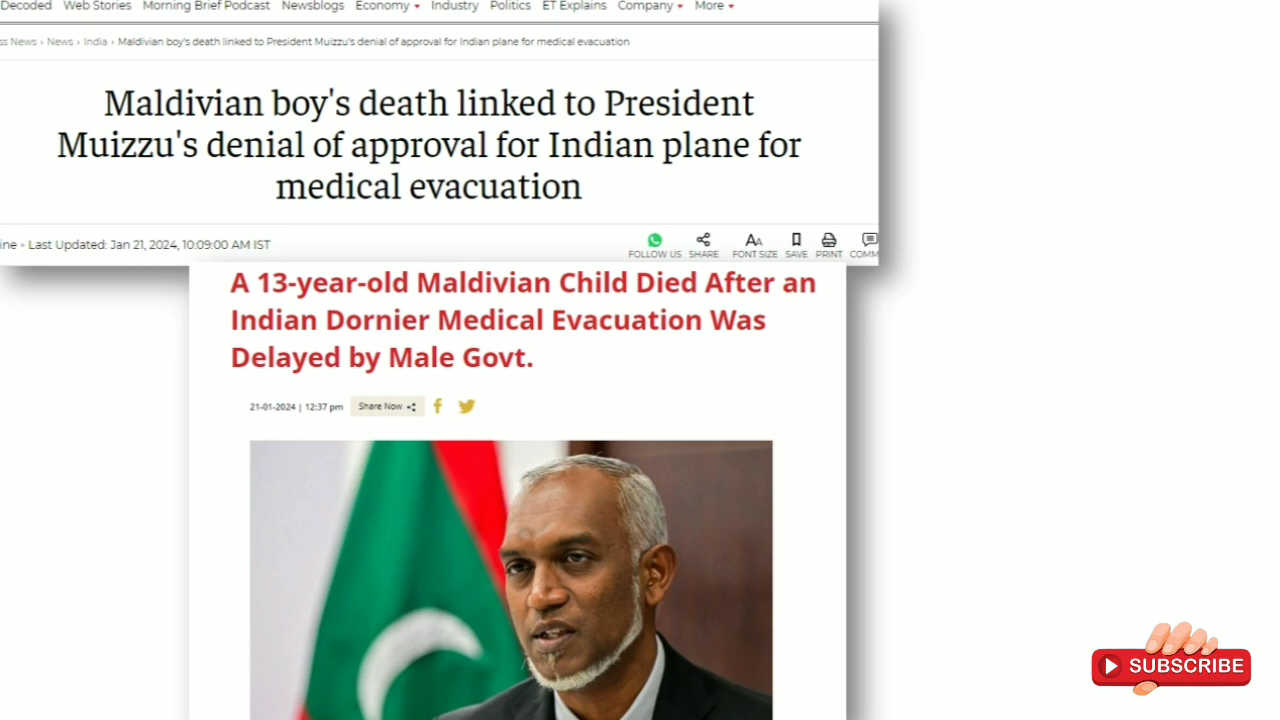 Decoded Web Stories Morning Brief Podcast Newsblogs Economy Industry Politics ET Explains Company More
ss News › News › India › Maldivian boy's death linked to President Muizzu's denial of approval for Indian plane for medical evacuation
Maldivian boy's death linked to President
Muizzu's denial of approval for Indian plane for
medical evacuation
ine • Last Updated: Jan 21, 2024, 10:09:00 AM IST
FOLLOW US SHARE FONT SIZE SAVE PRINT COMM
A 13-year-old Maldivian Child Died After an
Indian Dornier Medical Evacuation Was
Delayed by Male Govt.
21-01-2024 | 12:37 pm Share Now
SUBSCRIBE